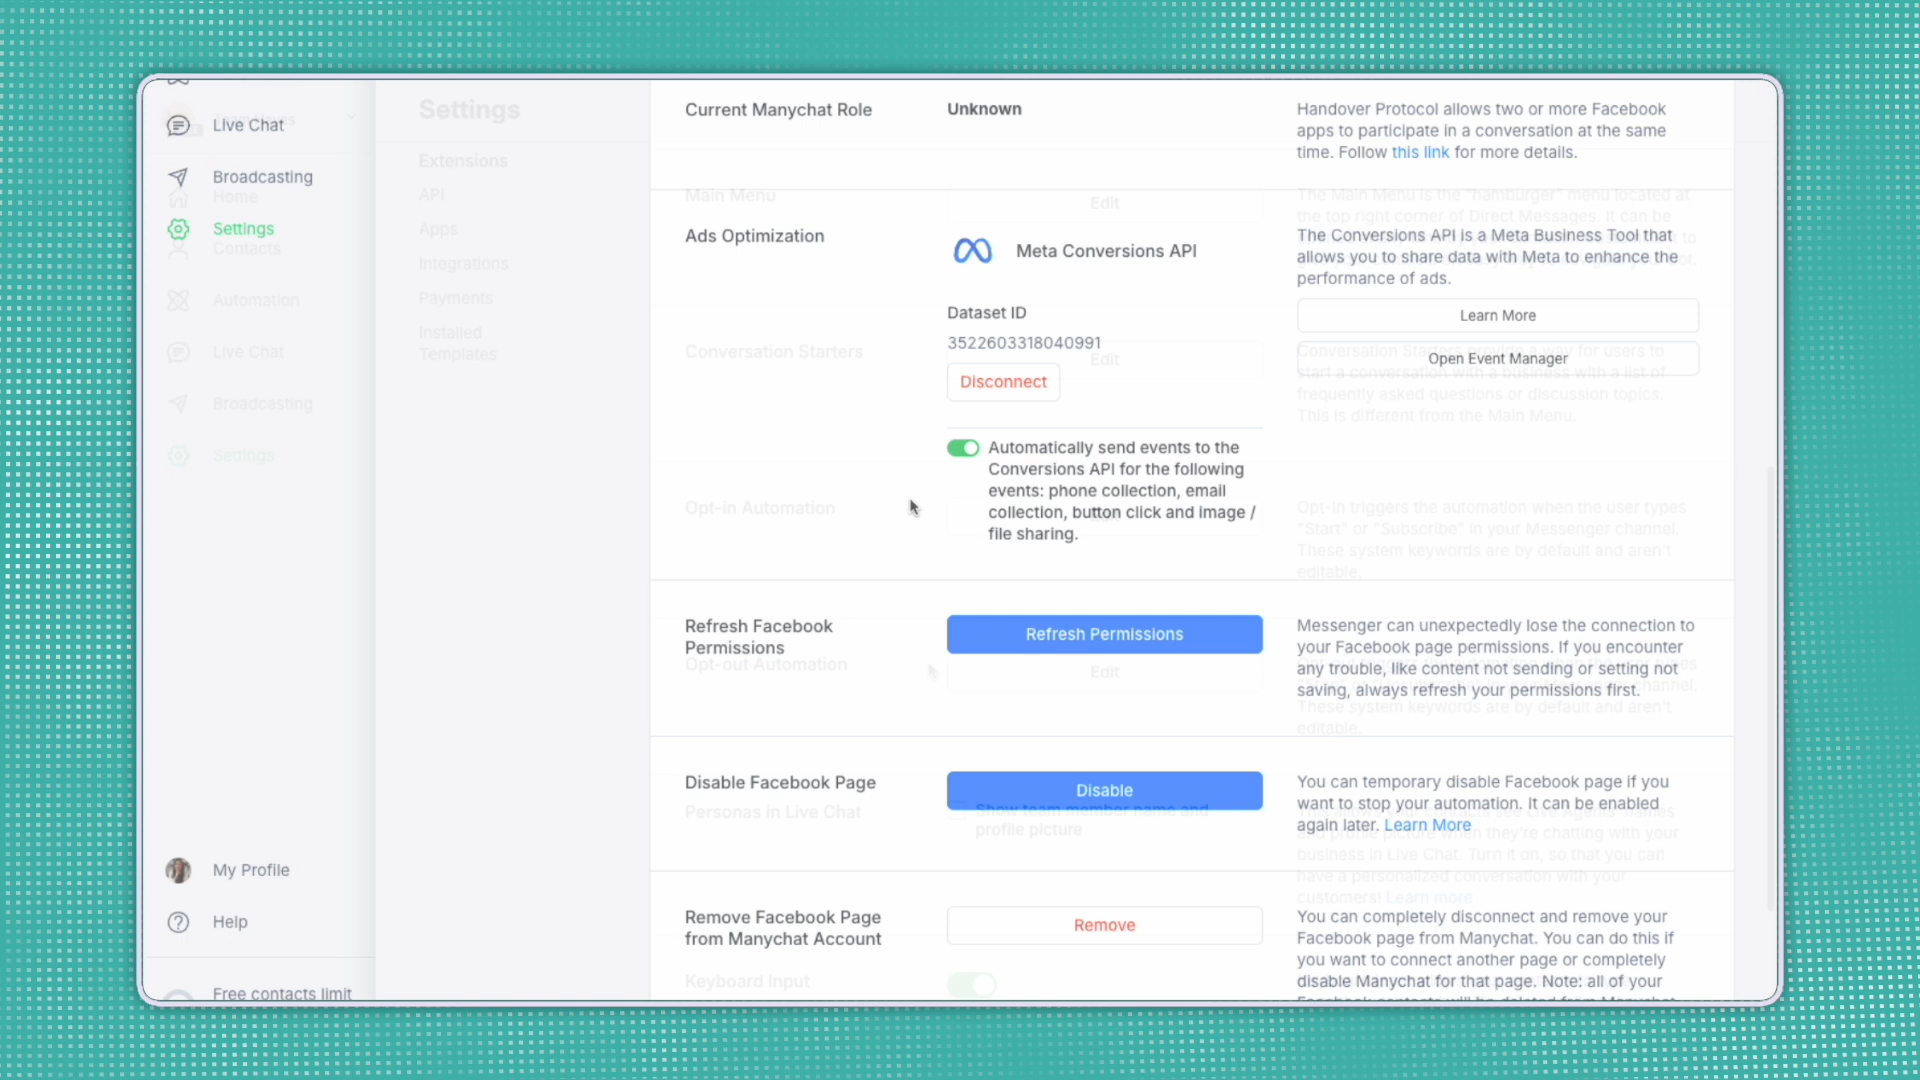 Live Chat
Broadcasting
Home
Settings
Contacts
Automation
Live Chat
Broadcasting
Settings
My Profile
Help
Free contacts limit
Settings
Extensions
API
Apps
Integrations
Payments
Installed
Templates
Current Manychat Role
Unknown
Handover Protocol allows two or more Facebook
apps to participate in a conversation at the same
time. Follow this link for more details.
Main Menu
Edit
The Main Menu is the "hamburger" menu located at
the top right corner of Direct Messages. It can be
Ads Optimization
Meta Conversions API
The Conversions API is a Meta Business Tool that
allows you to share data with Meta to enhance the
performance of ads.
Dataset ID
3522603318040991
Disconnect
Learn More
Open Event Manager
Conversation Starters
Edit
Conversation Starters provide a way for users to
start a conversation with a business with a list of
frequently asked questions or discussion topics.
This is different from the Main Menu.
Automatically send events to the
Conversions API for the following
events: phone collection, email
collection, button click and image /
file sharing.
Opt-in Automation
Opt-in triggers the automation when the user types
"Start" or "Subscribe" in your Messenger channel.
These system keywords are by default and aren't
editable.
Refresh Facebook
Permissions
Refresh Permissions
Messenger can unexpectedly lose the connection to
your Facebook page permissions. If you encounter
any trouble, like content not sending or setting not
saving, always refresh your permissions first.
Opt-out Automation
Edit
These system keywords are by default and aren't
editable.
Disable Facebook Page
Disable
You can temporary disable Facebook page if you
want to stop your automation. It can be enabled
again later. Learn More
Personas in Live Chat
Show team member name and
profile picture
and profile picture when they're chatting with your
business in Live Chat. Turn it on, so that you can
have a personalized conversation with your
customers! Learn more
Remove Facebook Page
from Manychat Account
Remove
You can completely disconnect and remove your
Facebook page from Manychat. You can do this if
you want to connect another page or completely
disable Manychat for that page. Note: all of your
Facebook contacts will be deleted from Manychat
Keyboard Input